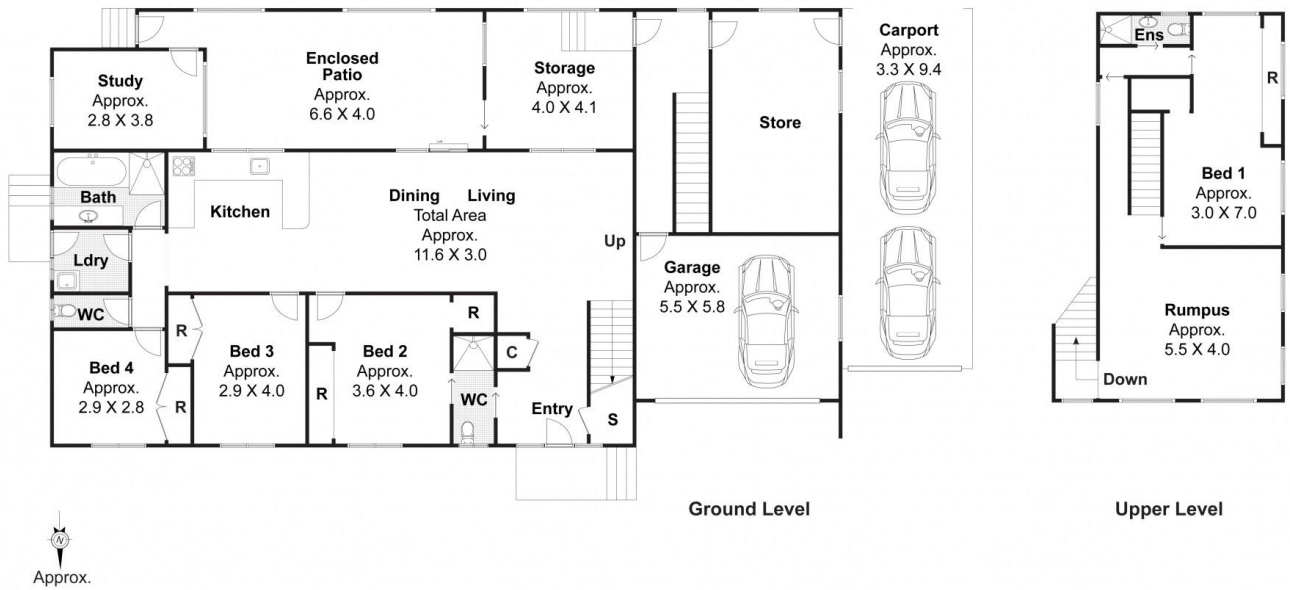 Study
Approx.
2.8 X 3.8
Enclosed
Patio
Approx.
6.6 X 4.0
Storage
Approx.
4.0 X 4.1
Store
Carport
Approx.
3.3 X 9.4
Bath
Kitchen
Dining Living
Total Area
Approx.
11.6 X 3.0
Up
Ldry
WC
Garage
Approx.
5.5 X 5.8
R
Bed 3
Approx.
2.9 X 4.0
Bed 4
Approx.
2.9 X 2.8
R
R
Bed 2
Approx.
3.6 X 4.0
R
C
WC
Entry
S
Ens
R
Bed 1
Approx.
3.0 X 7.0
Rumpus
Approx.
5.5 X 4.0
Down
Ground Level
Upper Level
N
Approx.